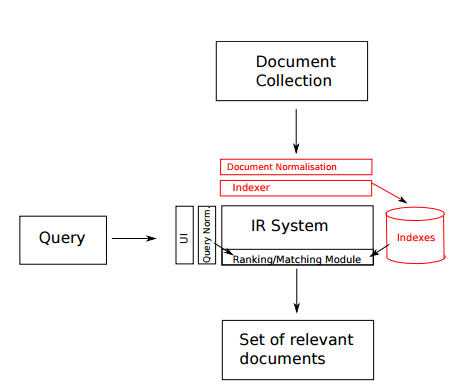 Document
Collection
Document Normalisation
Indexer
Query
UI
Query Norm.
IR System
Ranking/Matching Module
Indexes
Set of relevant
documents